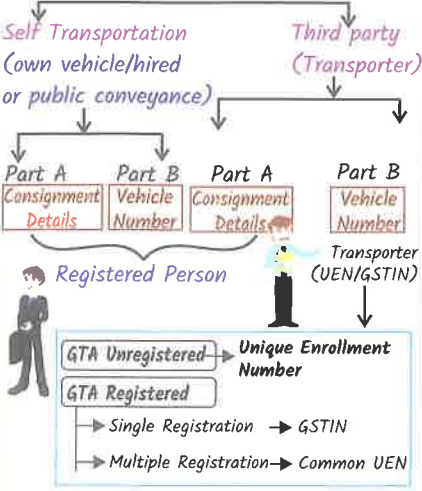 Self Transportation
(own vehicle/hired
or public conveyance)
Third party
(Transporter)
Part A
Consignment
Details
Part B
Vehicle
Number
Part A
Consignment
Details
Part B
Vehicle
Number
Registered Person
Transporter
(UEN/GSTIN)
GTA Unregistered
Unique Enrollment
Number
GTA Registered
Single Registration
GSTIN
Multiple Registration
Common UEN